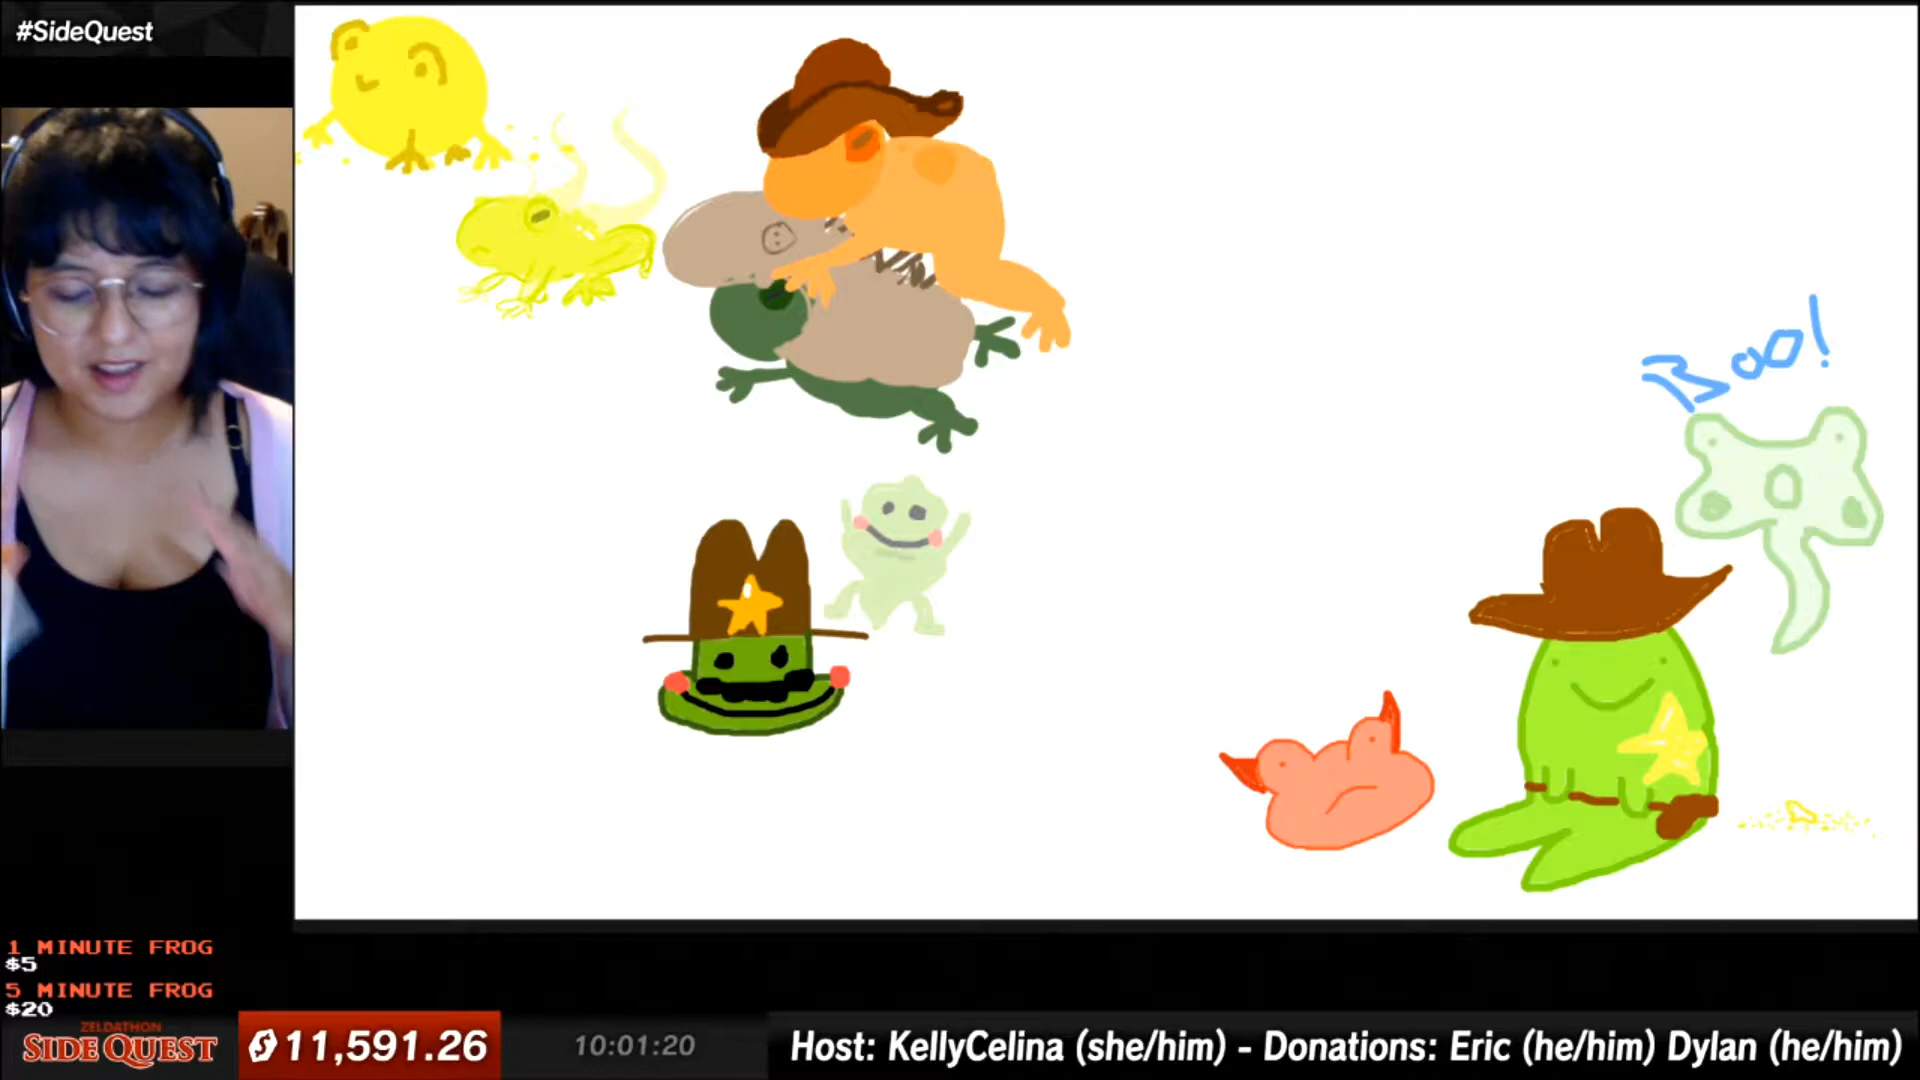 #SideQuest
Boo!
1 MINUTE FROG
$5
5 MINUTE FROG
$20
ZELDATHON
SIDE QUEST
$11,591.26
10:01:20
Host: KellyCelina (she/him) - Donations: Eric (he/him) Dylan (he/him)